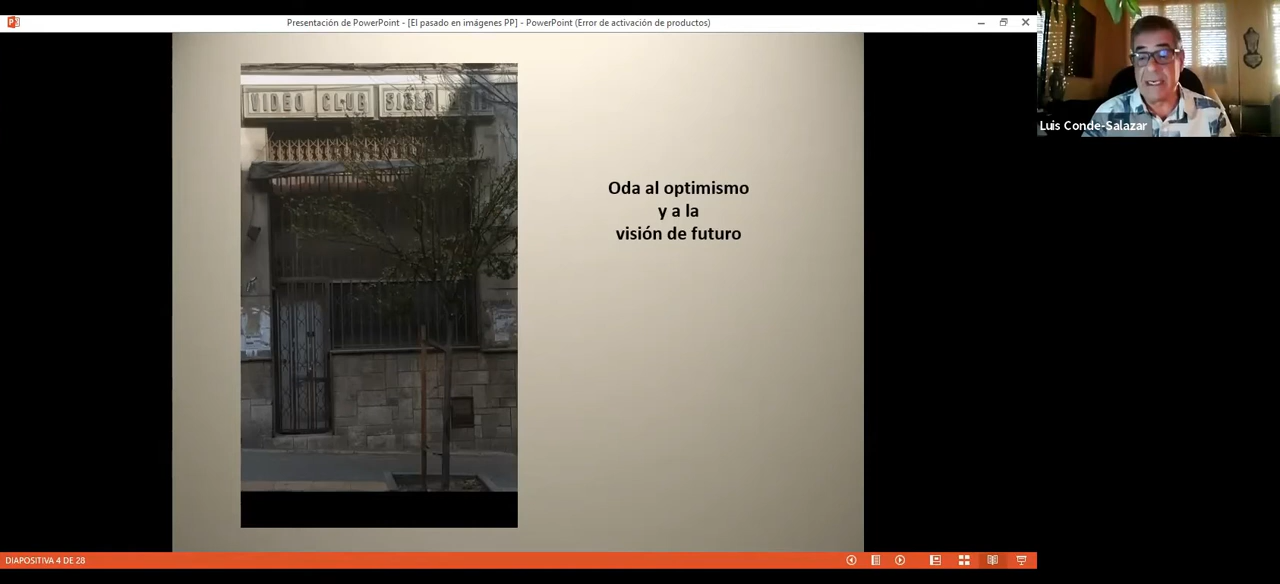 Presentación de PowerPoint - [El pasado en imágenes PP] - PowerPoint (Error de activación de productos)
Luis Conde-Salazar
VIDEO CLUB SIGLO
Oda al optimismo
y a la
visión de futuro
DIAPOSITIVA 4 DE 28